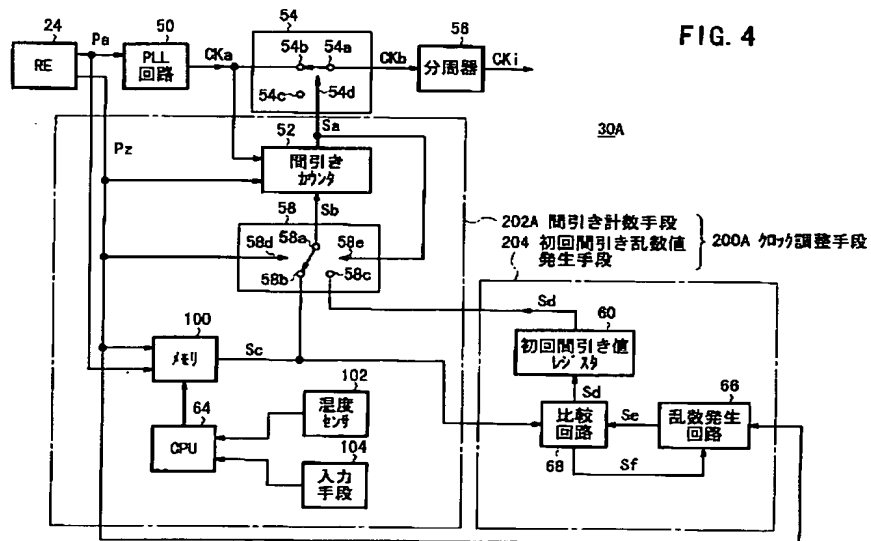 FIG. 4
24
RE
Pa
50
PLL
回路
CKa
54
54b
54a
54c
54d
CKb
56
分周器
CKi
30A
Pz
Sa
52
間引き
カウンタ
Sb
58
58a
58d
58e
58b
58c
202A 間引き計数手段
204 初回間引き乱数値
発生手段
200A クロック調整手段
Sd
60
初回間引き値
レジスタ
Sd
100
メモリ
Sc
102
温度
センサ
64
CPU
104
入力
手段
比較
回路
68
Se
66
乱数発生
回路
Sf